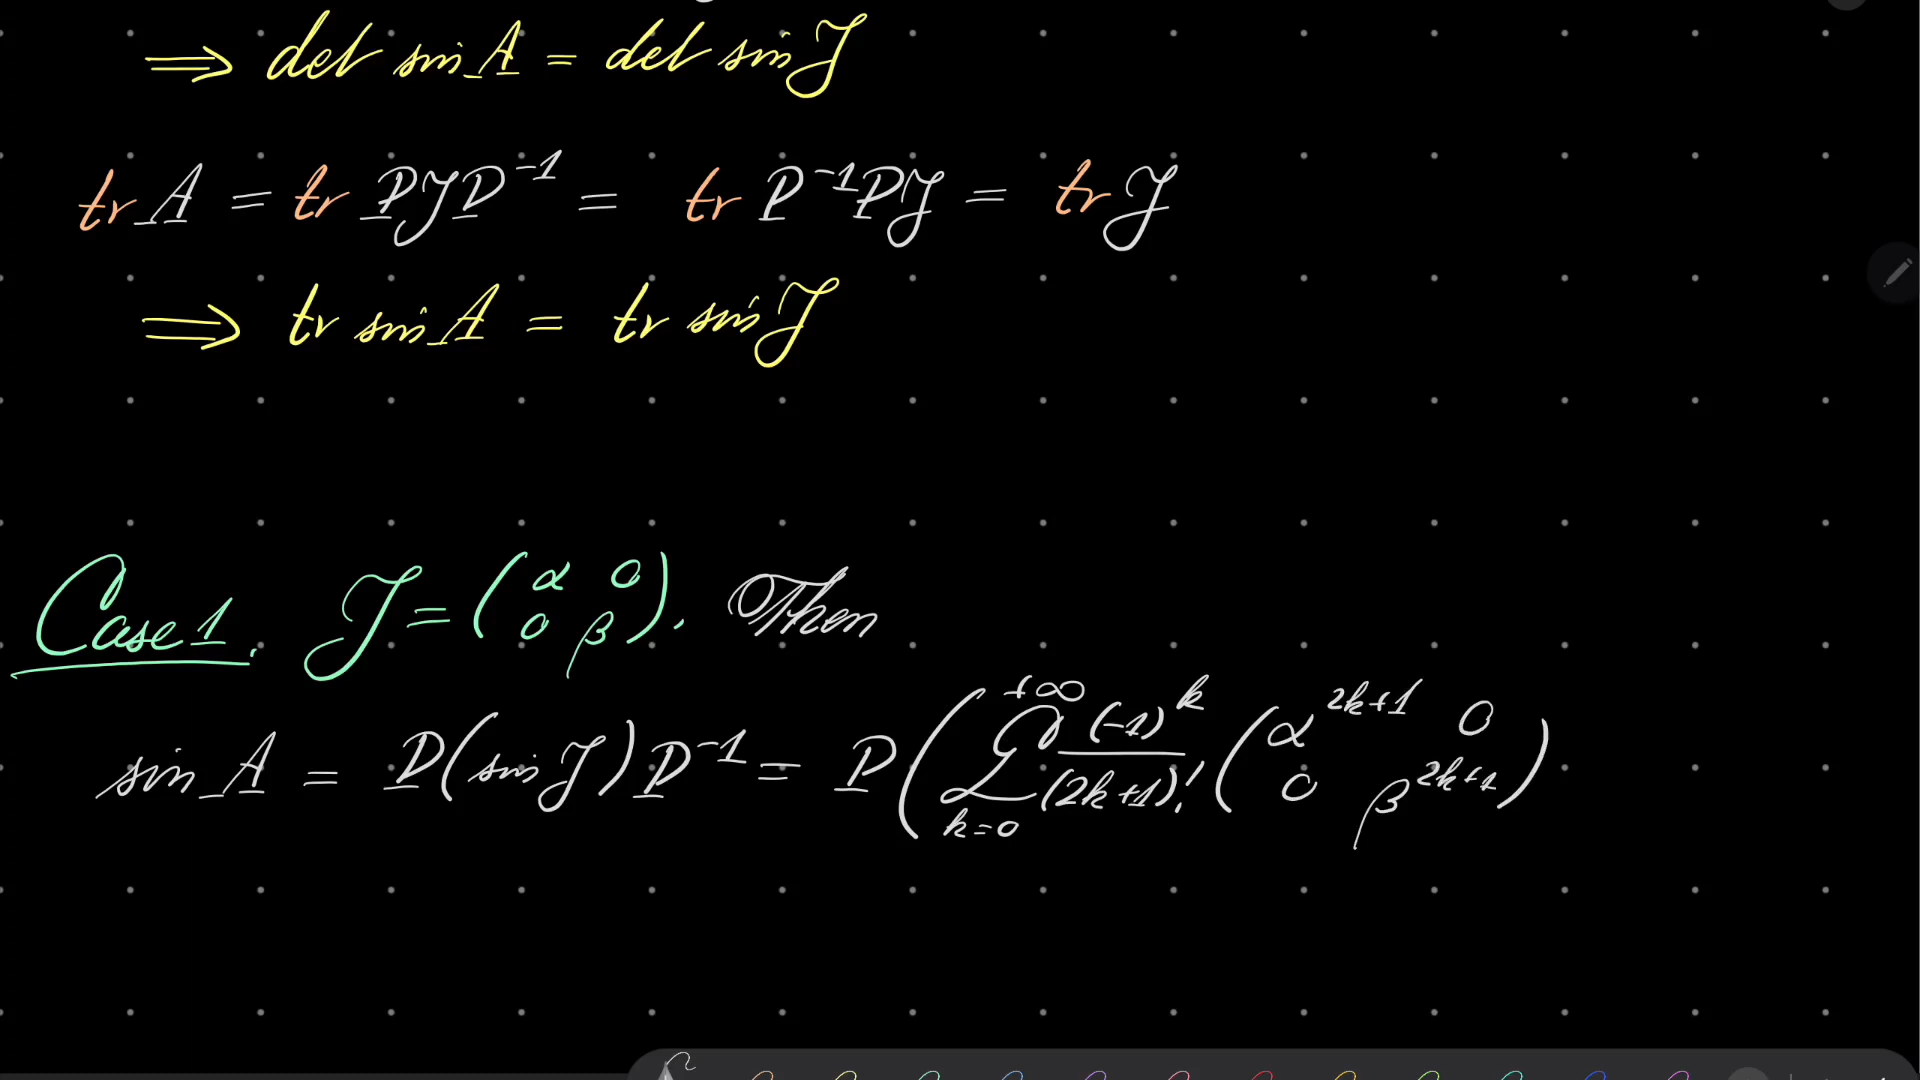 ⟹ det sin A = det sin J
tr A = tr PJP⁻¹ = tr P⁻¹PJ = tr J
⟹ tr sin A = tr sin J
Case 1. J = (α 0; 0 β). Then
sin A = P(sin J)P⁻¹ = P(∑_{k=0}^{+∞} (-1)^k/(2k+1)! (α^{2k+1} 0; 0 β^{2k+1})